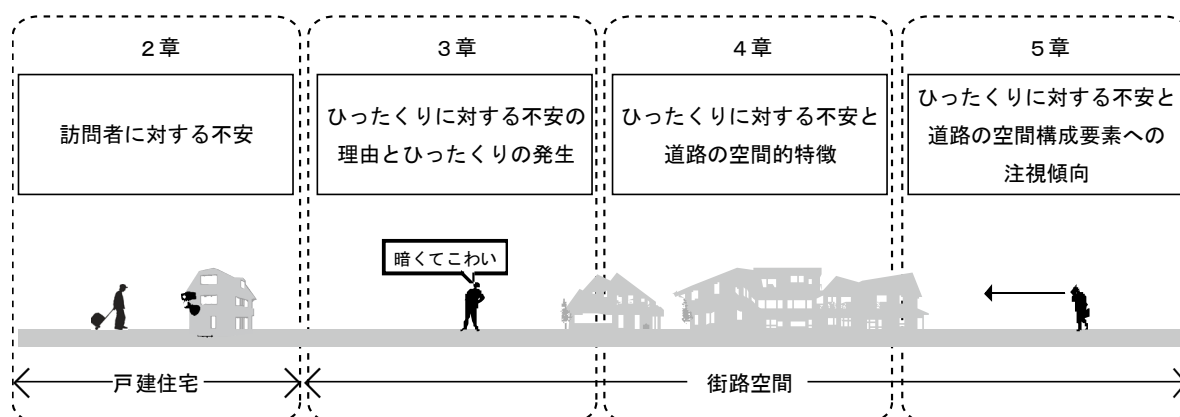 2章
訪問者に対する不安
3章
ひったくりに対する不安の
理由とひったくりの発生
4章
ひったくりに対する不安と
道路の空間的特徴
5章
ひったくりに対する不安と
道路の空間構成要素への
注視傾向
暗くてこわい
戸建住宅
街路空間